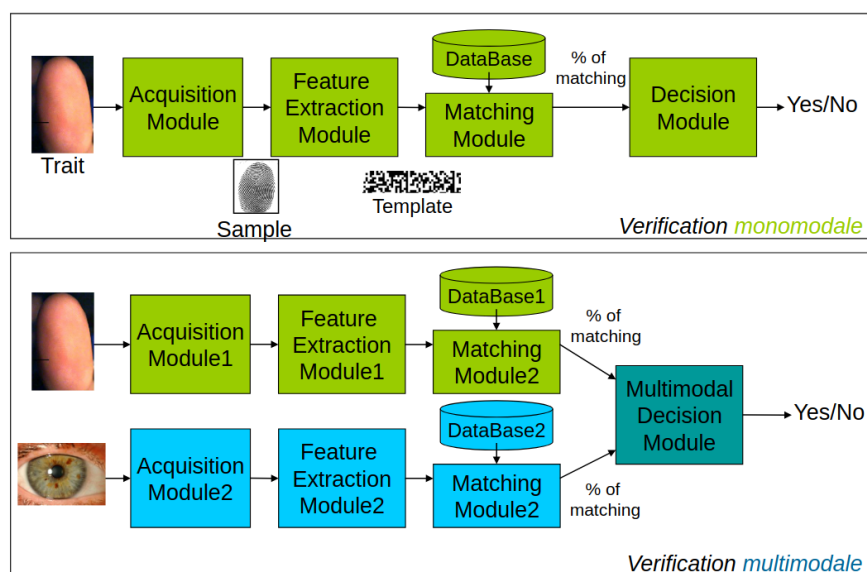 DataBase
% of
matching
Acquisition
Module
Feature
Extraction
Module
Matching
Module
Decision
Module
Yes/No
Trait
Sample
Template
Verification monomodale
DataBase1
% of
matching
Acquisition
Module1
Feature
Extraction
Module1
Matching
Module2
Multimodal
Decision
Module
Yes/No
DataBase2
Acquisition
Module2
Feature
Extraction
Module2
Matching
Module2
% of
matching
Verification multimodale